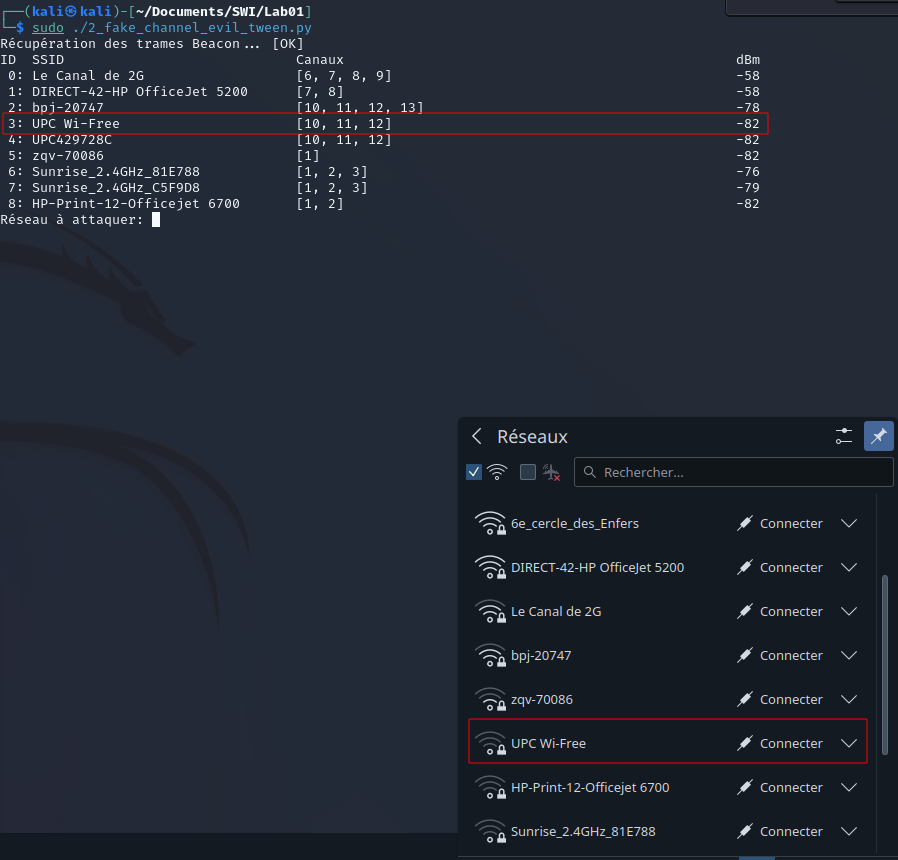 ┌──(kali㉿kali)-[~/Documents/SWI/Lab01]
└─$ sudo ./2_fake_channel_evil_tween.py
Récupération des trames Beacon... [OK]
ID SSID Canaux dBm
0: Le Canal de 2G [6, 7, 8, 9] -58
1: DIRECT-42-HP OfficeJet 5200 [7, 8] -58
2: bpj-20747 [10, 11, 12, 13] -78
3: UPC Wi-Free [10, 11, 12] -82
4: UPC429728C [10, 11, 12] -82
5: zqv-70086 [1] -82
6: Sunrise_2.4GHz_81E788 [1, 2, 3] -76
7: Sunrise_2.4GHz_C5F9D8 [1, 2, 3] -79
8: HP-Print-12-Officejet 6700 [1, 2] -82
Réseau à attaquer:
Réseaux
Rechercher...
6e_cercle_des_Enfers Connecter
DIRECT-42-HP OfficeJet 5200 Connecter
Le Canal de 2G Connecter
bpj-20747 Connecter
zqv-70086 Connecter
UPC Wi-Free Connecter
HP-Print-12-Officejet 6700 Connecter
Sunrise_2.4GHz_81E788 Connecter